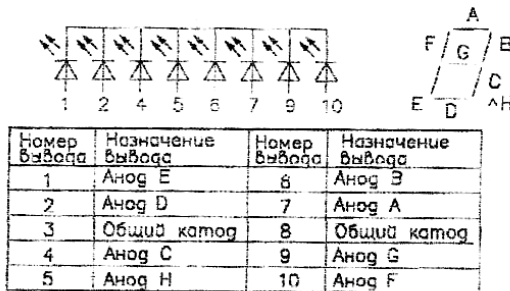 A
F
G
B
C
E
D
^H
1 2 4 5 6 7 9 10
Номер вывода Назначение вывода Номер вывода Назначение вывода
1 Анод E 6 Анод B
2 Анод D 7 Анод A
3 Общий катод 8 Общий катод
4 Анод C 9 Анод G
5 Анод H 10 Анод F